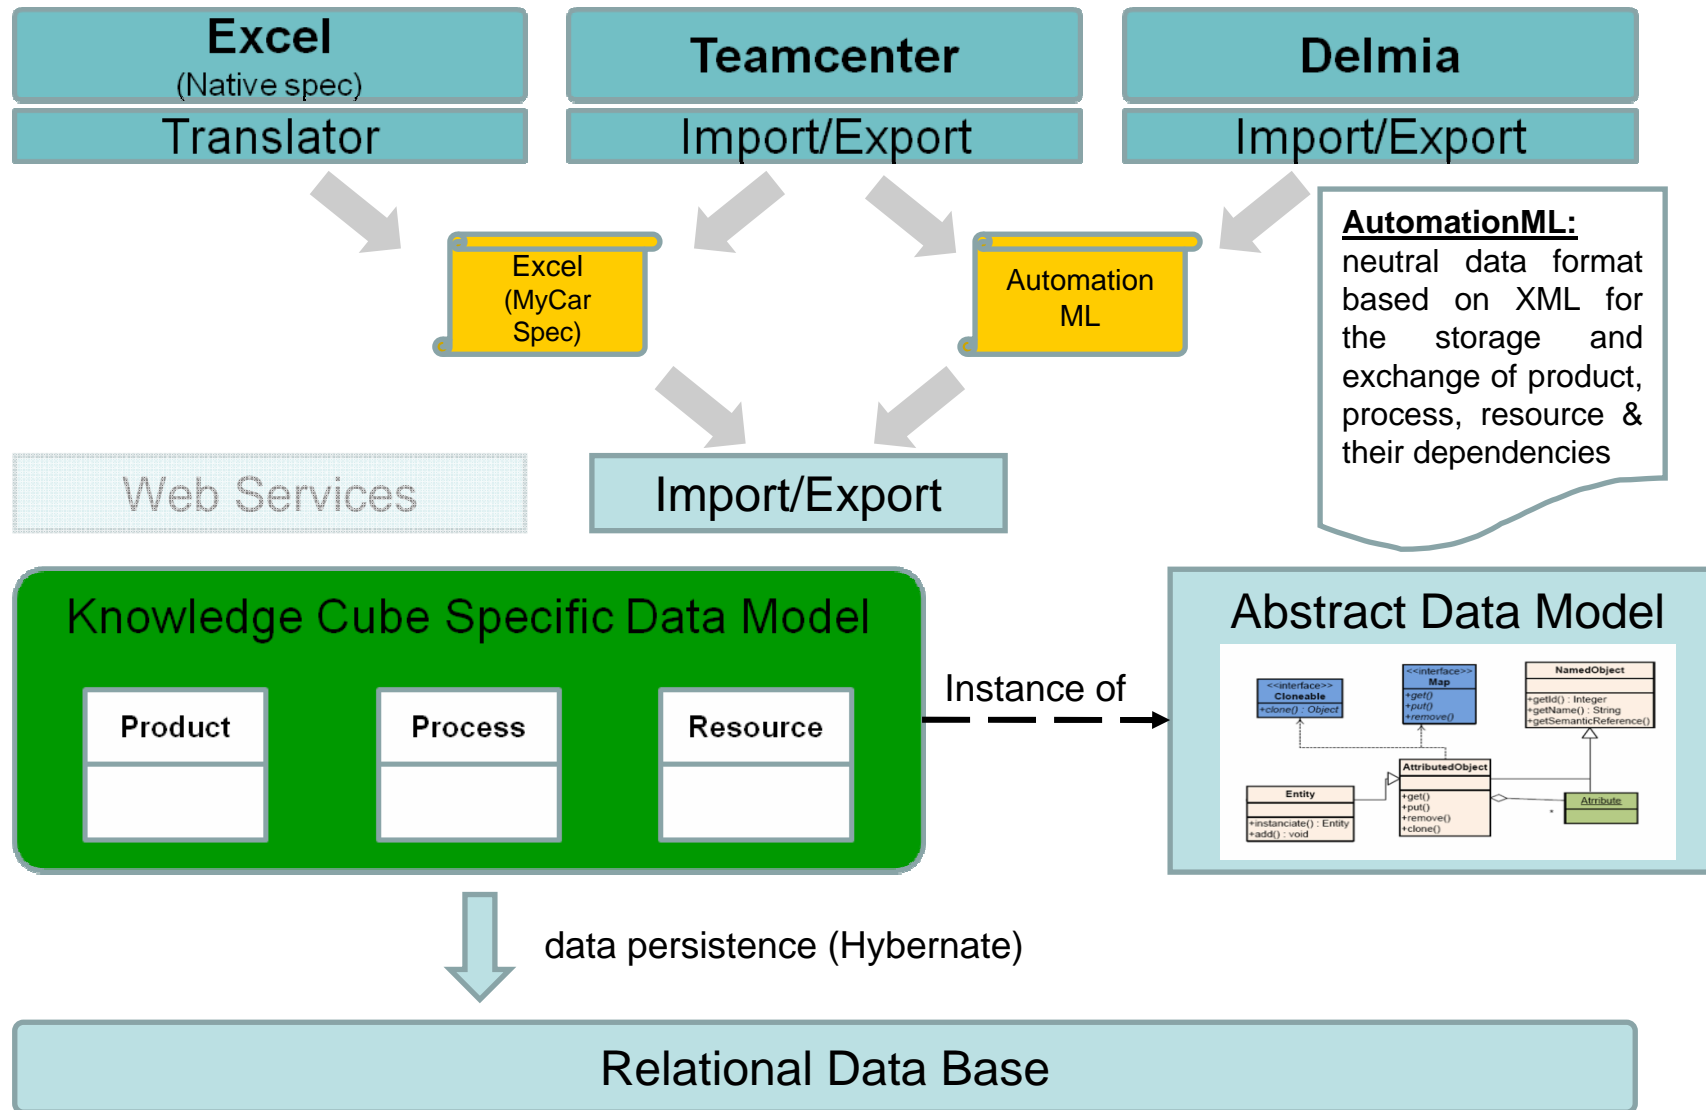 Excel
(Native spec)
Teamcenter
Delmia
Translator
Import/Export
Import/Export
Excel
(MyCar
Spec)
Automation
ML
AutomationML:
neutral data format
based on XML for
the storage and
exchange of product,
process, resource &
their dependencies
Web Services
Import/Export
Knowledge Cube Specific Data Model
Product
Process
Resource
Instance of
Abstract Data Model
<<interface>>
Cloneable
+clone() : Object
<<interface>>
Map
+get()
+put()
+remove()
NamedObject
+getId() : Integer
+getName() : String
+getSemanticReference()
AttributedObject
+get()
+put()
+remove()
+clone()
Entity
+instanciate() : Entity
+add() : void
Atrribute
*
data persistence (Hybernate)
Relational Data Base